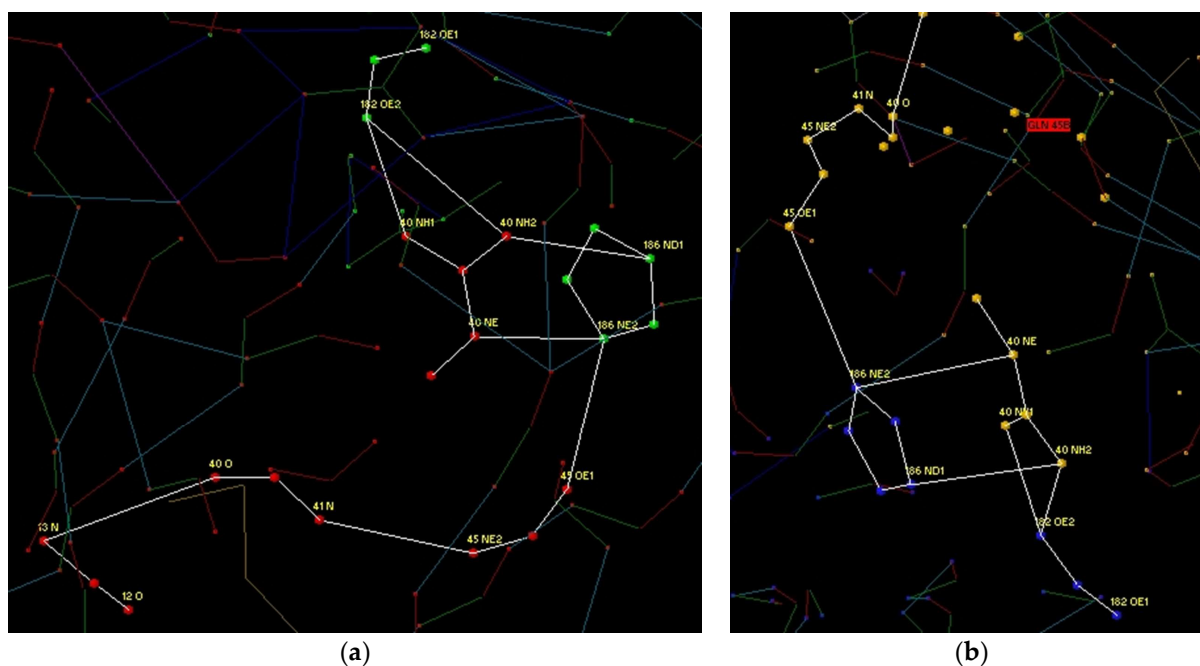 182 OE1
182 OE2
40 NH1
40 NH2
186 ND1
40 NE
186 NE2
40 O
45 OE1
41 N
13 N
45 NE2
12 O
(a)
41 N
40 O
GLN 45B
45 NE2
45 OE1
40 NE
186 NE2
40 NH1
40 NH2
186 ND1
182 OE2
182 OE1
(b)